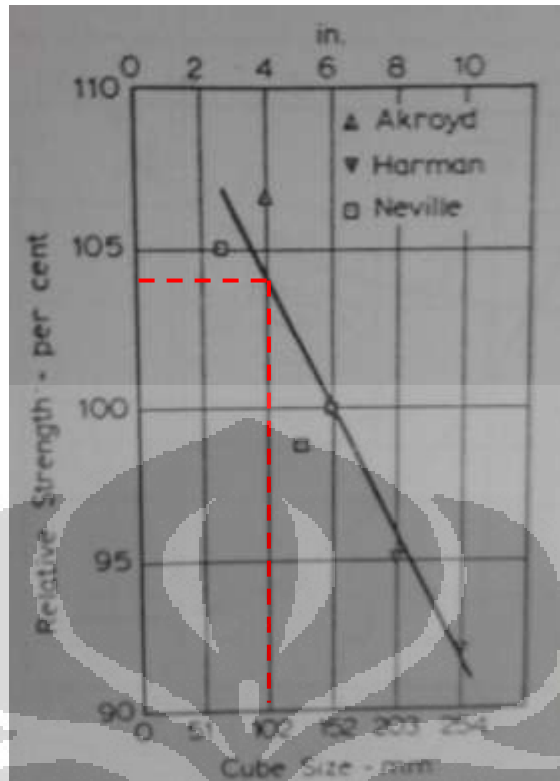 in.
0 2 4 6 8 10
110
Akroyd
Harman
Neville
105
100
95
90
0 51 102 152 203 254
Relative Strength - per cent
Cube Size - mm